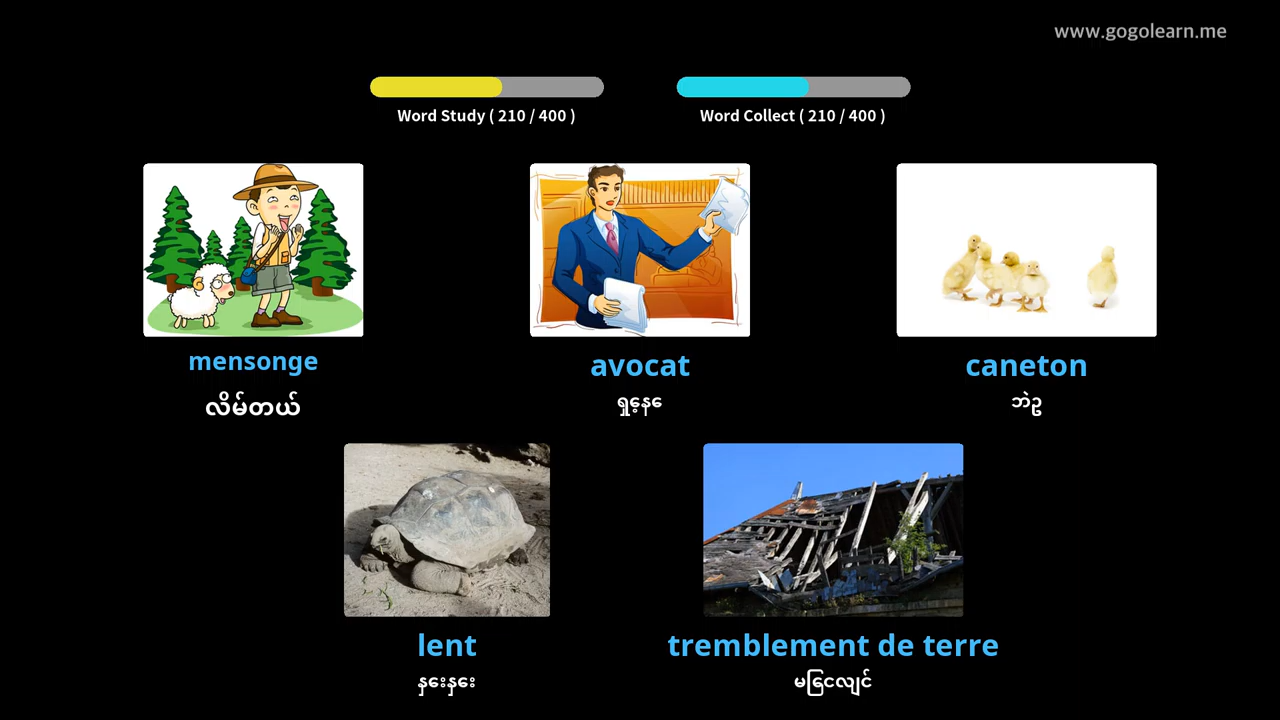 www.gogolearn.me
Word Study ( 210 / 400 )
Word Collect ( 210 / 400 )
mensonge
လိမ်တယ်
avocat
ရှေ့နေ
caneton
ဘဲဥ
lent
နှေးနှေး
tremblement de terre
မြေငလျင်